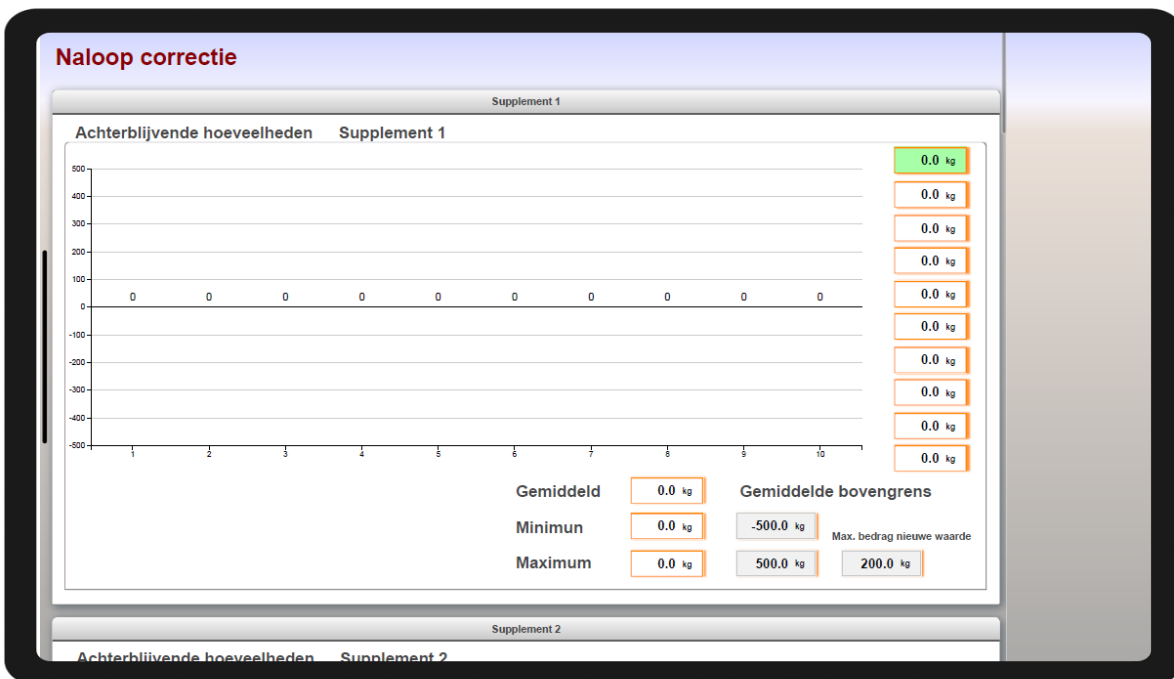 Naloop correctie
Supplement 1
Achterblijvende hoeveelheden Supplement 1
0.0 kg
500
0.0 kg
400
0.0 kg
300
0.0 kg
200
100
0 0 0 0 0 0 0 0 0 0
0.0 kg
0
0.0 kg
-100
0.0 kg
-200
0.0 kg
-300
0.0 kg
-400
-500
1 2 3 4 5 6 7 8 9 10
0.0 kg
Gemiddeld 0.0 kg Gemiddelde bovengrens
Minimun 0.0 kg -500.0 kg
Max. bedrag nieuwe waarde
Maximum 0.0 kg 500.0 kg 200.0 kg
Supplement 2
Achterblijvende hoeveelheden Supplement 2